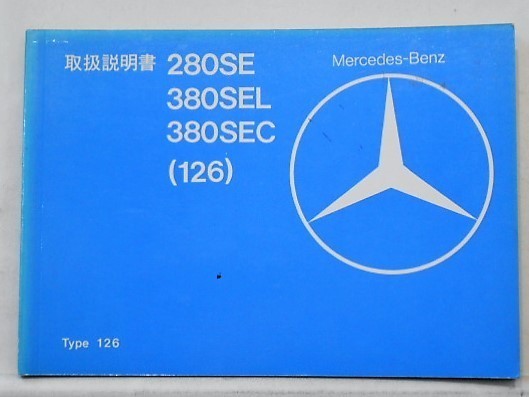 取扱説明書 280SE
380SEL
380SEC
(126)
Mercedes-Benz
Type 126